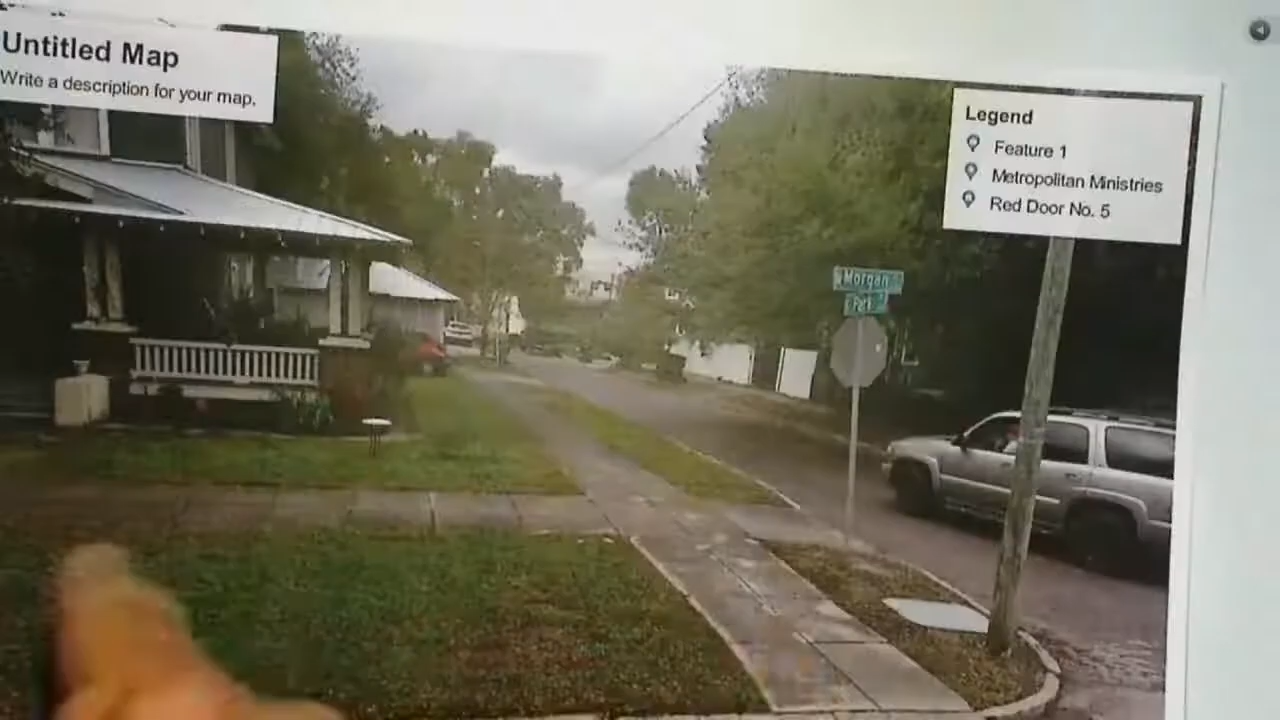 Untitled Map
Write a description for your map.
Legend
Feature 1
Metropolitan Ministries
Red Door No. 5
Morgan